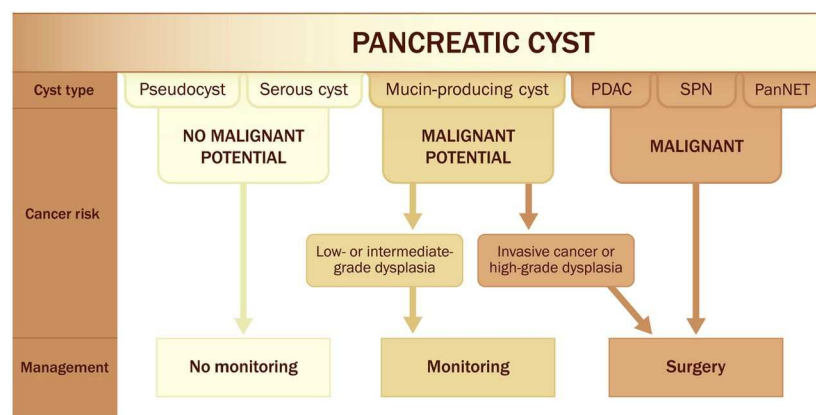 PANCREATIC CYST
Cyst type
Pseudocyst
Serous cyst
Mucin-producing cyst
PDAC
SPN
PanNET
NO MALIGNANT
POTENTIAL
MALIGNANT
POTENTIAL
MALIGNANT
Cancer risk
Low- or intermediate-
grade dysplasia
Invasive cancer or
high-grade dysplasia
Management
No monitoring
Monitoring
Surgery